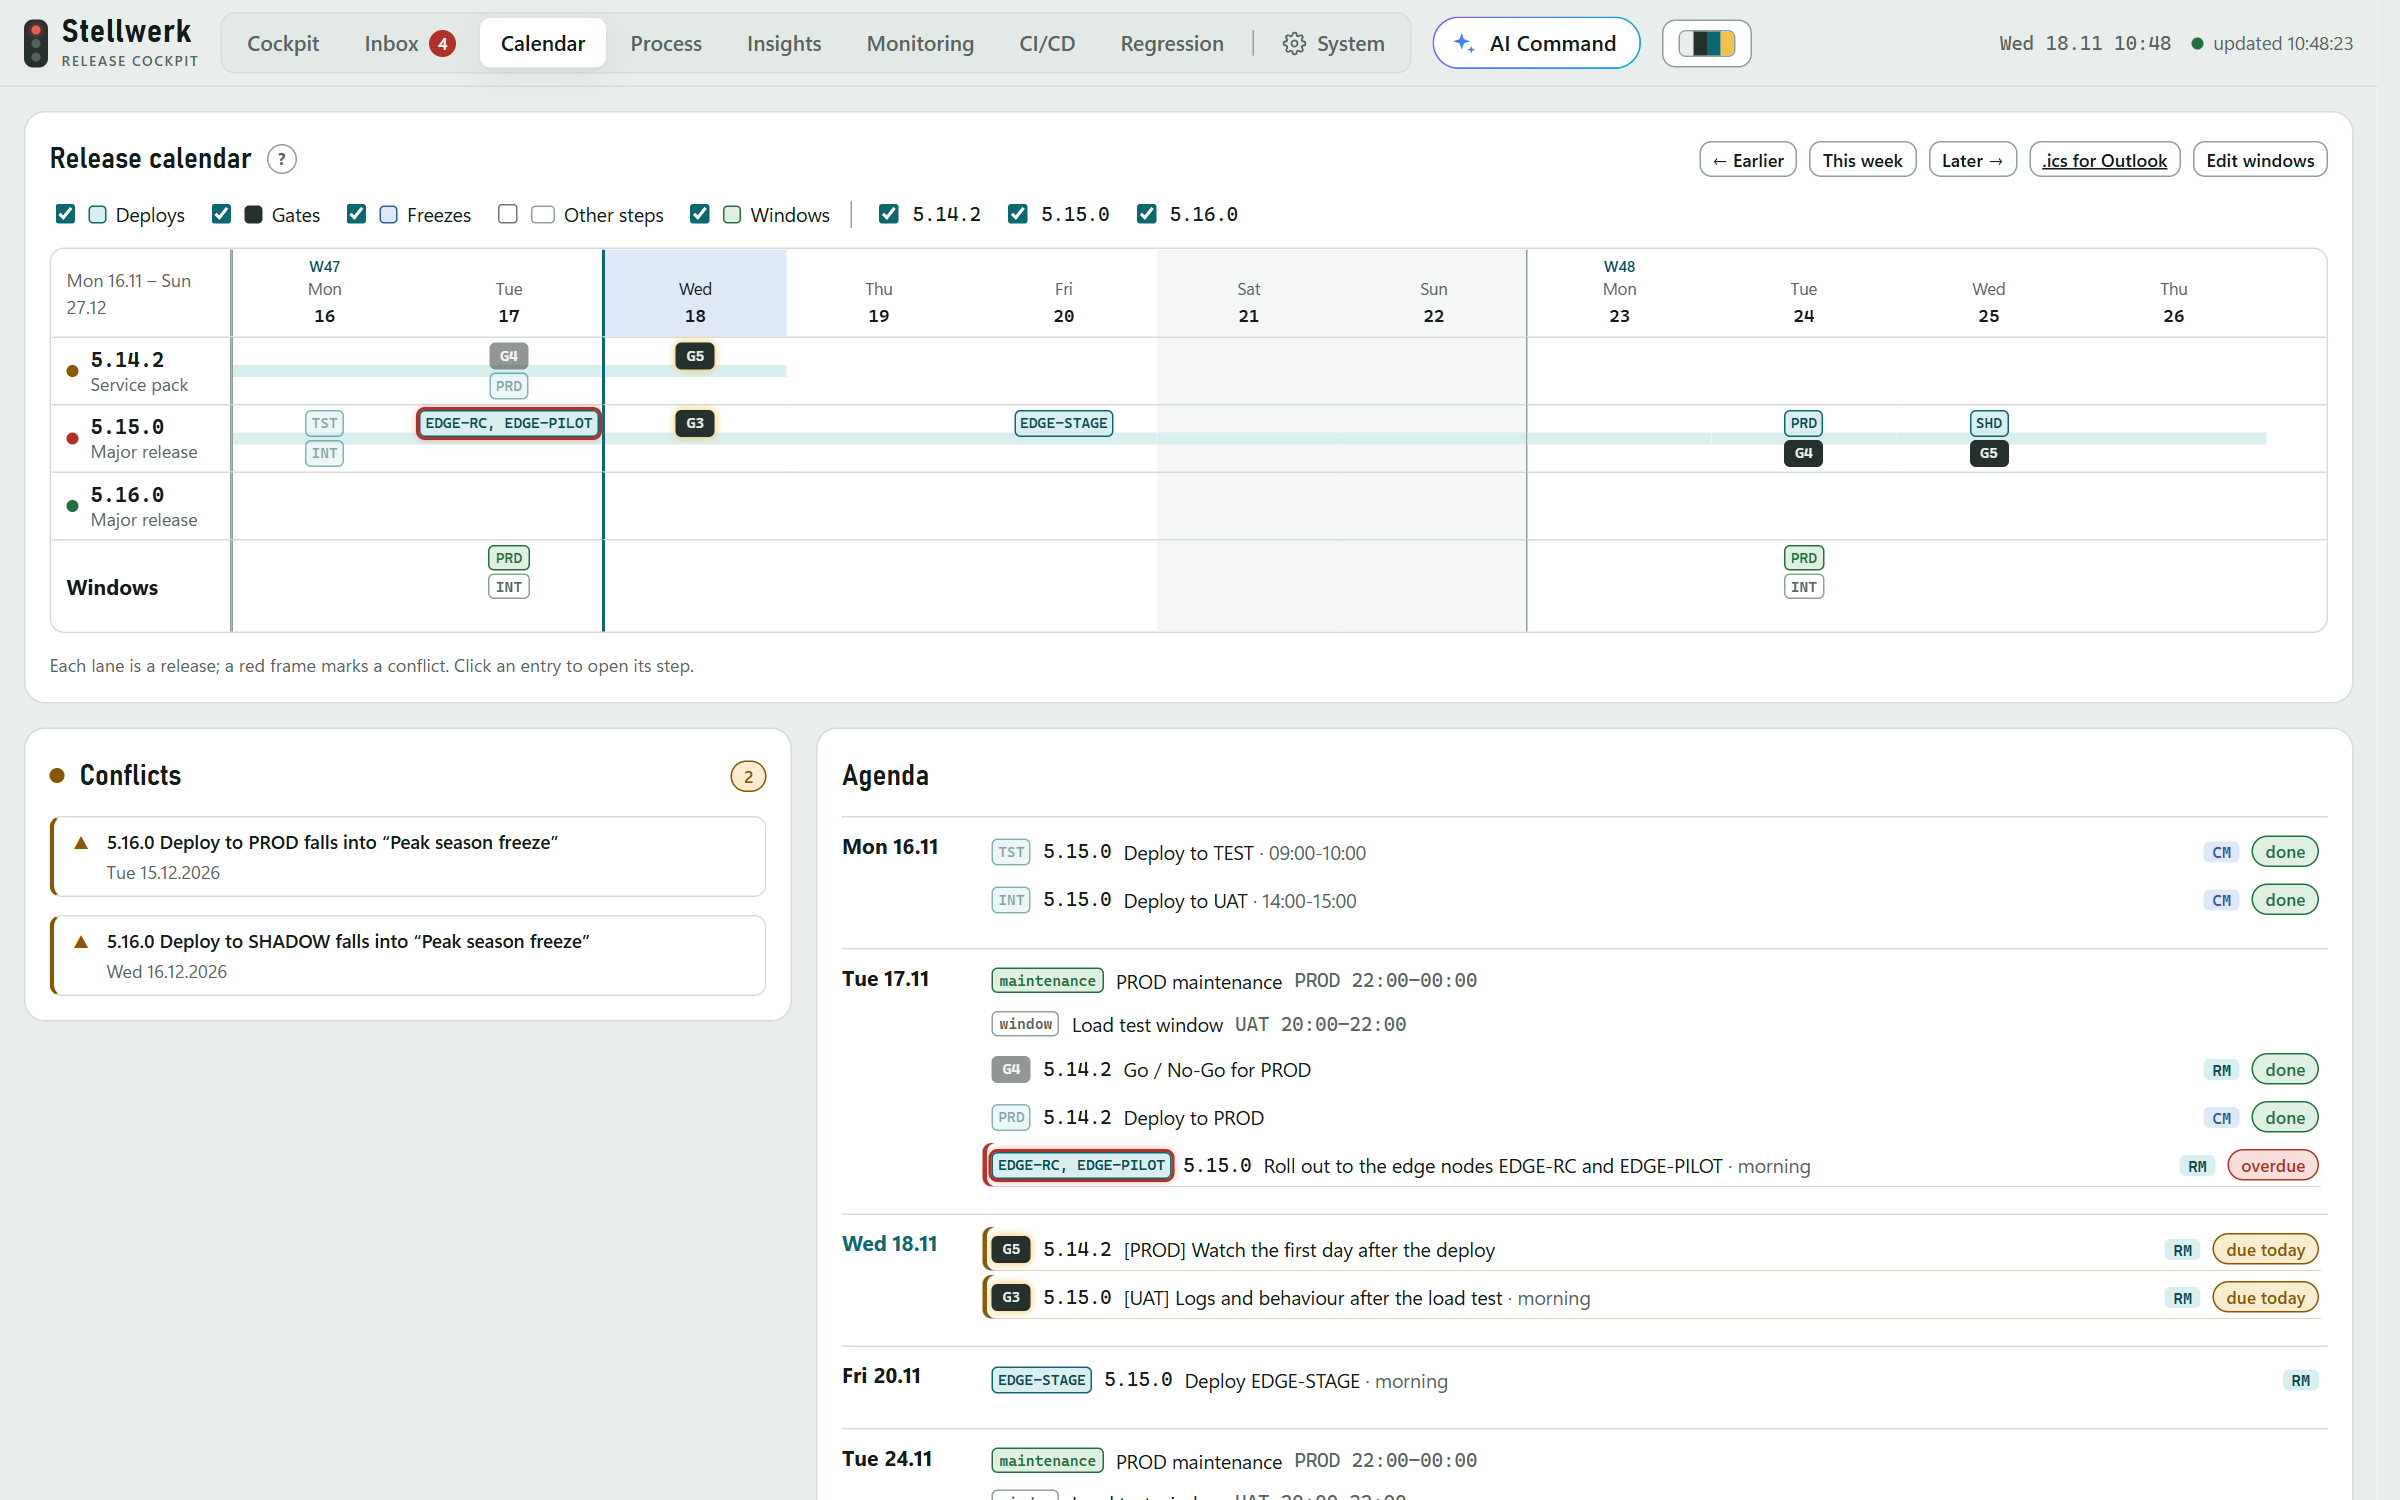 Stellwerk
RELEASE COCKPIT
Cockpit
Inbox 4
Calendar
Process
Insights
Monitoring
CI/CD
Regression
System
AI Command
Wed 18.11 10:48
updated 10:48:23
Release calendar ?
← Earlier
This week
Later →
.ics for Outlook
Edit windows
Deploys
Gates
Freezes
Other steps
Windows
5.14.2
5.15.0
5.16.0
Mon 16.11 – Sun
27.12
W47
Mon
16
Tue
17
Wed
18
Thu
19
Fri
20
Sat
21
Sun
22
W48
Mon
23
Tue
24
Wed
25
Thu
26
5.14.2
Service pack
G4
PRD
G5
5.15.0
Major release
TST
INT
EDGE-RC, EDGE-PILOT
G3
EDGE-STAGE
PRD
G4
SHD
G5
5.16.0
Major release
Windows
PRD
INT
PRD
INT
Each lane is a release; a red frame marks a conflict. Click an entry to open its step.
Conflicts
2
▲ 5.16.0 Deploy to PROD falls into “Peak season freeze”
Tue 15.12.2026
▲ 5.16.0 Deploy to SHADOW falls into “Peak season freeze”
Wed 16.12.2026
Agenda
Mon 16.11
TST 5.15.0 Deploy to TEST · 09:00-10:00 CM done
INT 5.15.0 Deploy to UAT · 14:00-15:00 CM done
Tue 17.11
maintenance PROD maintenance PROD 22:00–00:00
window Load test window UAT 20:00–22:00
G4 5.14.2 Go / No-Go for PROD RM done
PRD 5.14.2 Deploy to PROD CM done
EDGE-RC, EDGE-PILOT 5.15.0 Roll out to the edge nodes EDGE-RC and EDGE-PILOT · morning RM overdue
Wed 18.11
G5 5.14.2 [PROD] Watch the first day after the deploy RM due today
G3 5.15.0 [UAT] Logs and behaviour after the load test · morning RM due today
Fri 20.11
EDGE-STAGE 5.15.0 Deploy EDGE-STAGE · morning RM
Tue 24.11
maintenance PROD maintenance PROD 22:00–00:00